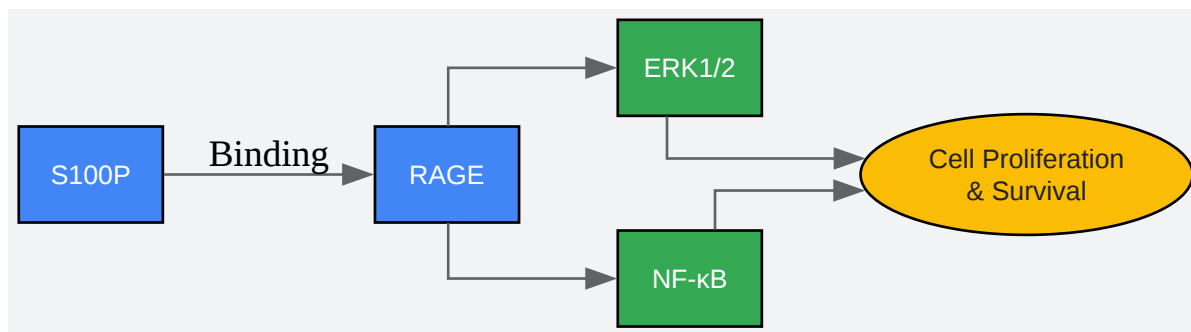 S100P
Binding
RAGE
ERK1/2
NF-κB
Cell Proliferation
& Survival